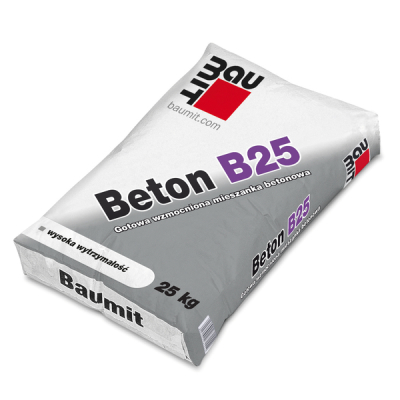 BAU
MIT
baumit.com
Beton B25
Gotowa wzmocniona mieszanka betonowa
wysoka wytrzymałość
25 kg
Baumit
BAU
MIT
Beton B25